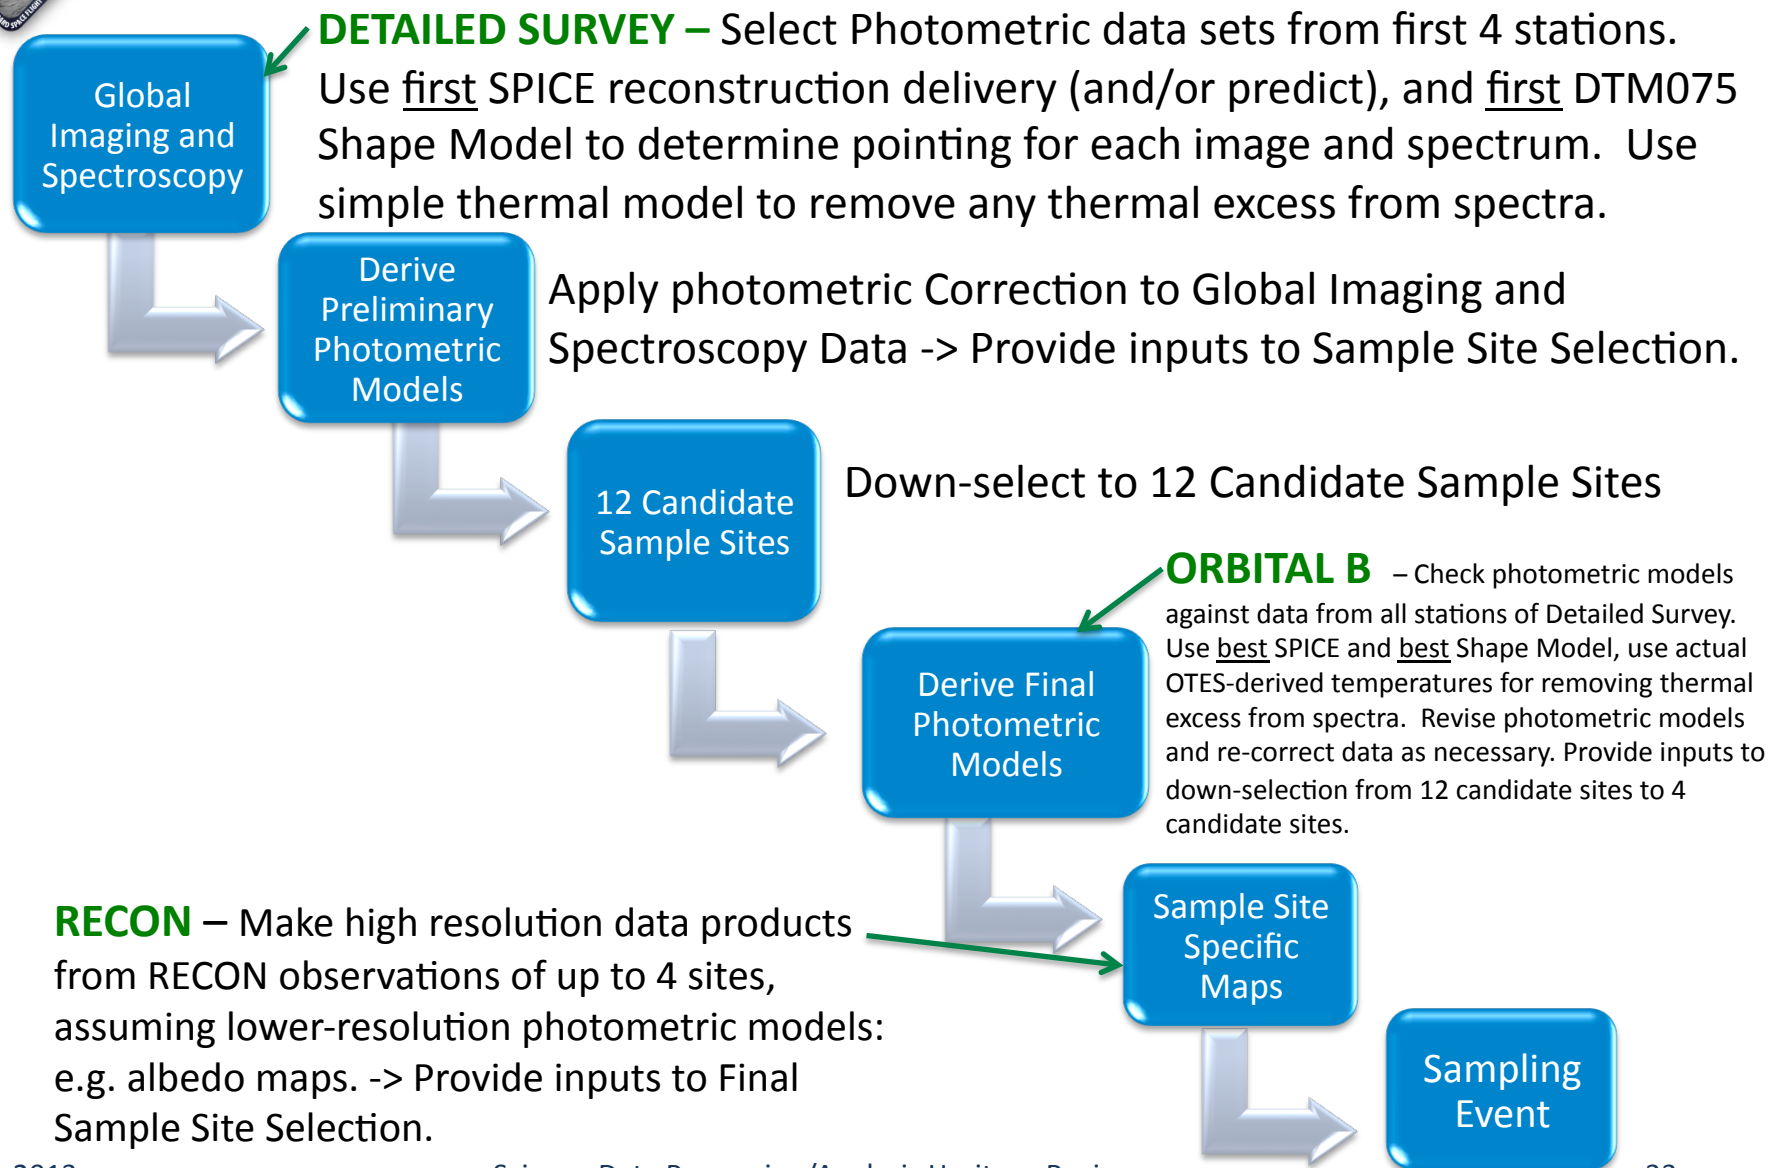 DETAILED SURVEY – Select Photometric data sets from first 4 stations.
Use first SPICE reconstruction delivery (and/or predict), and first DTM075
Shape Model to determine pointing for each image and spectrum. Use
simple thermal model to remove any thermal excess from spectra.
Global
Imaging and
Spectroscopy
Derive
Preliminary
Photometric
Models
Apply photometric Correction to Global Imaging and
Spectroscopy Data -> Provide inputs to Sample Site Selection.
12 Candidate
Sample Sites
Down-select to 12 Candidate Sample Sites
ORBITAL B – Check photometric models
against data from all stations of Detailed Survey.
Use best SPICE and best Shape Model, use actual
OTES-derived temperatures for removing thermal
excess from spectra. Revise photometric models
and re-correct data as necessary. Provide inputs to
down-selection from 12 candidate sites to 4
candidate sites.
Derive Final
Photometric
Models
RECON – Make high resolution data products
from RECON observations of up to 4 sites,
assuming lower-resolution photometric models:
e.g. albedo maps. -> Provide inputs to Final
Sample Site Selection.
Sample Site
Specific
Maps
Sampling
Event